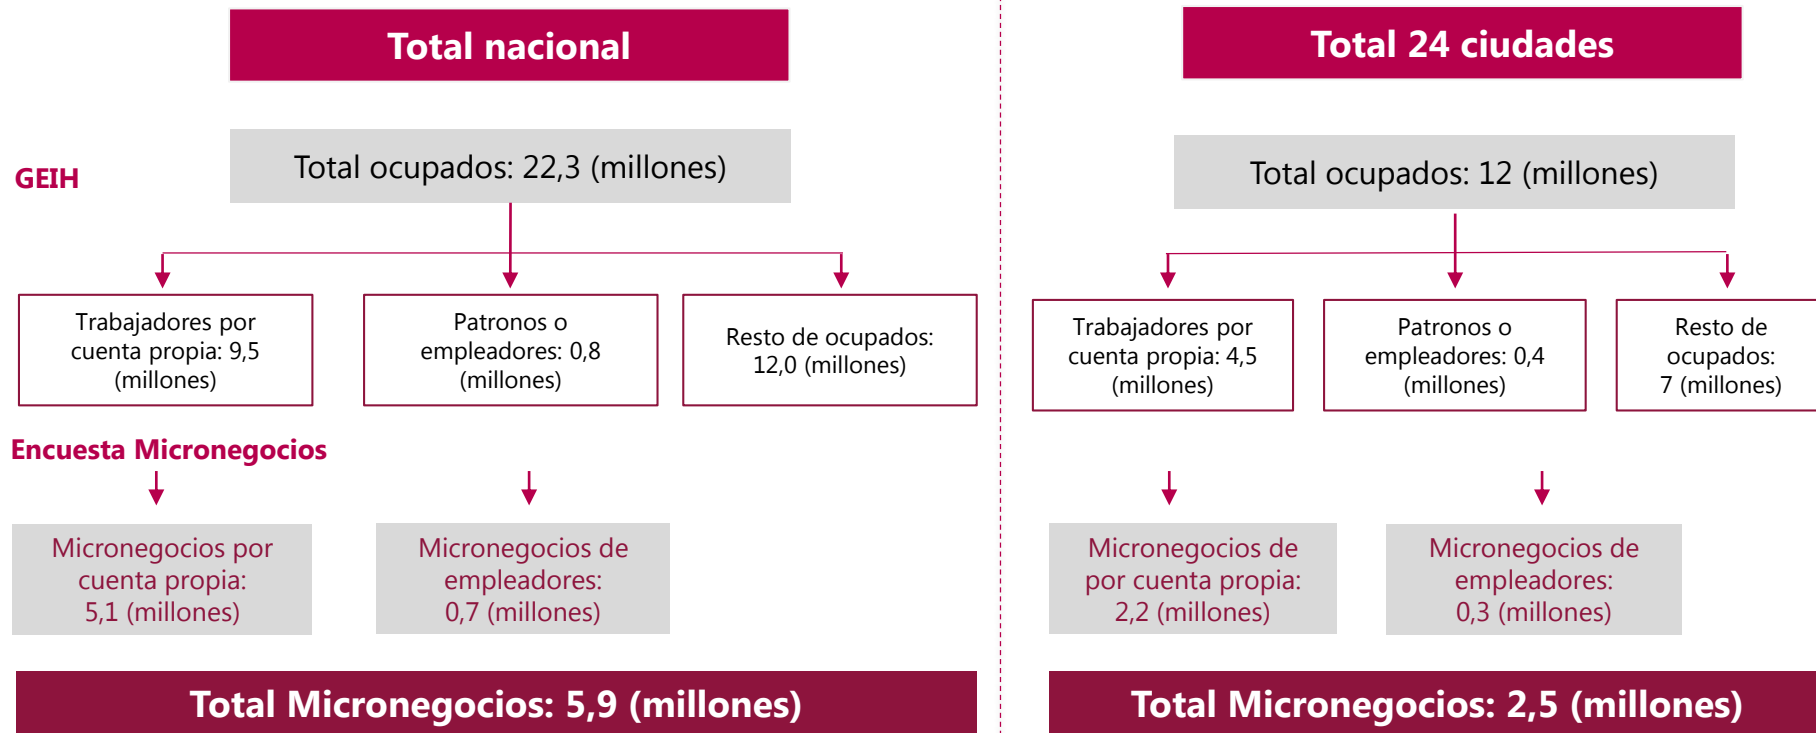 Total nacional
GEIH
Total ocupados: 22,3 (millones)
Trabajadores por
cuenta propia: 9,5
(millones)
Patronos o
empleadores: 0,8
(millones)
Resto de ocupados:
12,0 (millones)
Encuesta Micronegocios
Micronegocios por
cuenta propia:
5,1 (millones)
Micronegocios de
empleadores:
0,7 (millones)
Total Micronegocios: 5,9 (millones)
Total 24 ciudades
Total ocupados: 12 (millones)
Trabajadores por
cuenta propia: 4,5
(millones)
Patronos o
empleadores: 0,4
(millones)
Resto de
ocupados:
7 (millones)
Micronegocios de
por cuenta propia:
2,2 (millones)
Micronegocios de
empleadores:
0,3 (millones)
Total Micronegocios: 2,5 (millones)